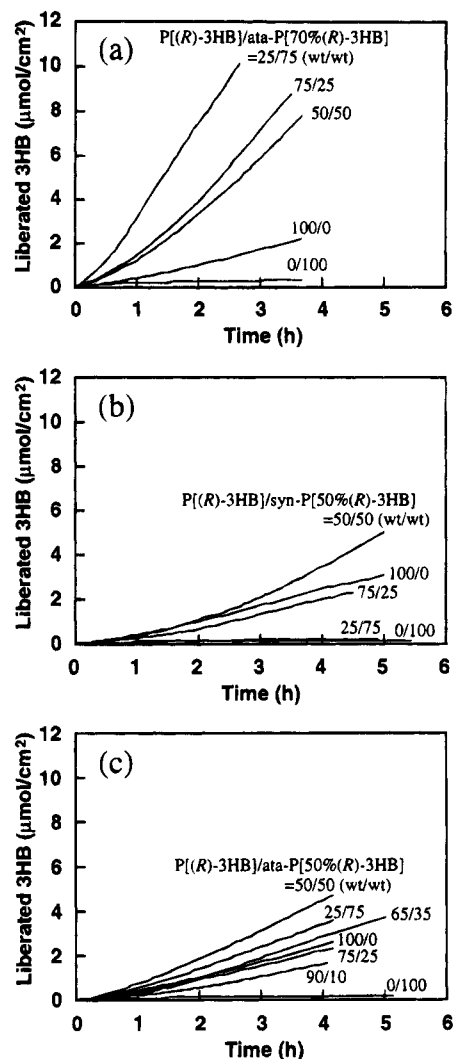 (a)
P[(R)-3HB]/ata-P[70%(R)-3HB]
=25/75 (wt/wt)
75/25
50/50
100/0
0/100
Liberated 3HB (μmol/cm²)
12
10
8
6
4
2
0
0 1 2 3 4 5 6
Time (h)
(b)
P[(R)-3HB]/syn-P[50%(R)-3HB]
=50/50 (wt/wt)
100/0
75/25
25/75 0/100
Liberated 3HB (μmol/cm²)
12
10
8
6
4
2
0
0 1 2 3 4 5 6
Time (h)
(c)
P[(R)-3HB]/ata-P[50%(R)-3HB]
=50/50 (wt/wt)
25/75 65/35
100/0
75/25
90/10
0/100
Liberated 3HB (μmol/cm²)
12
10
8
6
4
2
0
0 1 2 3 4 5 6
Time (h)